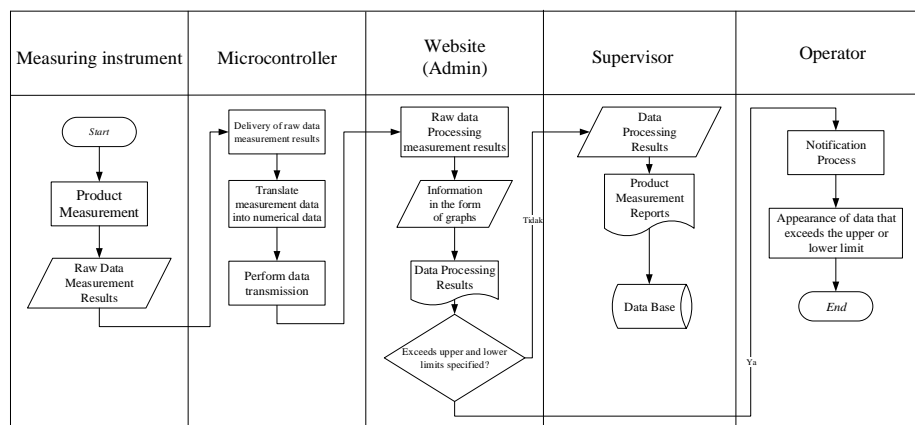 Measuring instrument
Microcontroller
Website
(Admin)
Supervisor
Operator
Start
Product
Measurement
Raw Data
Measurement
Results
Delivery of raw data
measurement results
Translate
measurement data
into numerical data
Perform data
transmission
Raw data
Processing
measurement results
Information
in the form
of graphs
Data Processing
Results
Exceeds upper and lower
limits specified?
Tidak
Data
Processing
Results
Product
Measurement
Reports
Data Base
Ya
Notification
Process
Appearance of data that
exceeds the upper or
lower limit
End